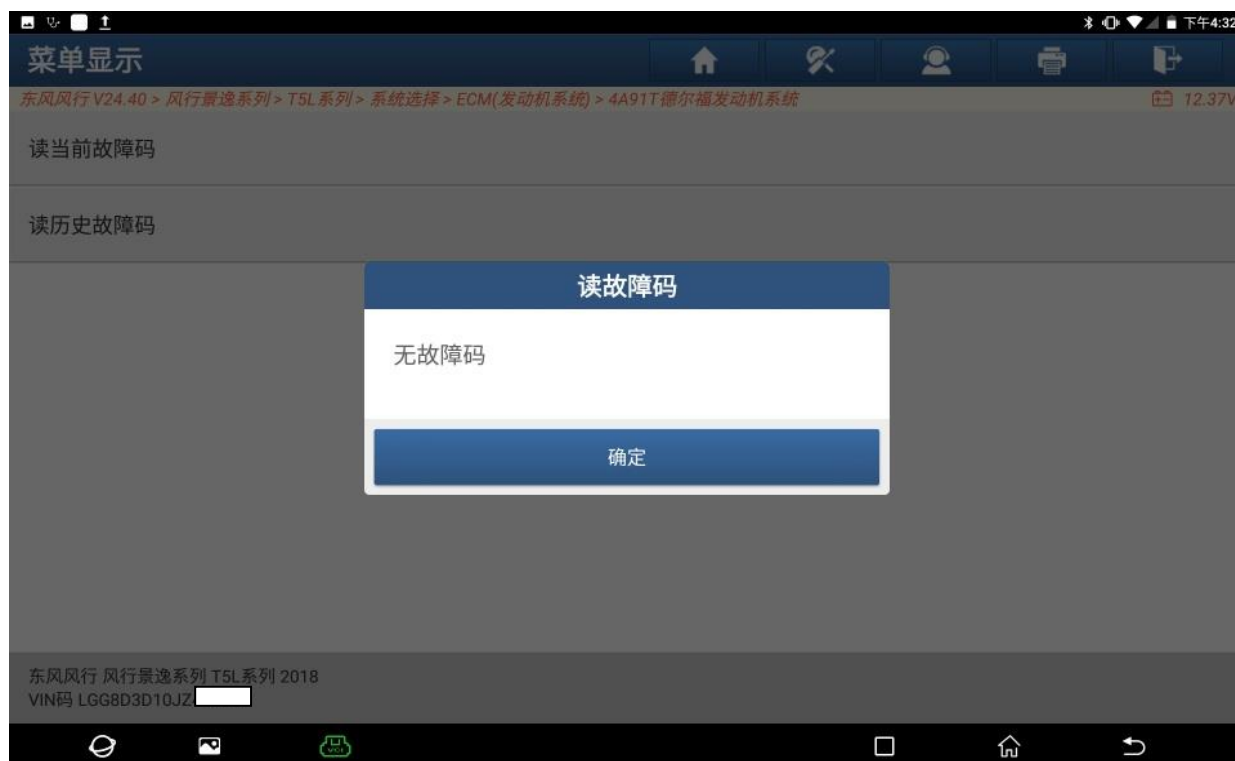 下午4:32
菜单显示
东风风行 V24.40 > 风行景逸系列 > T5L系列 > 系统选择 > ECM(发动机系统) > 4A91T德尔福发动机系统
12.37V
读当前故障码
读历史故障码
读故障码
无故障码
确定
东风风行 风行景逸系列 T5L系列 2018
VIN码 LGG8D3D10JZ
VCI